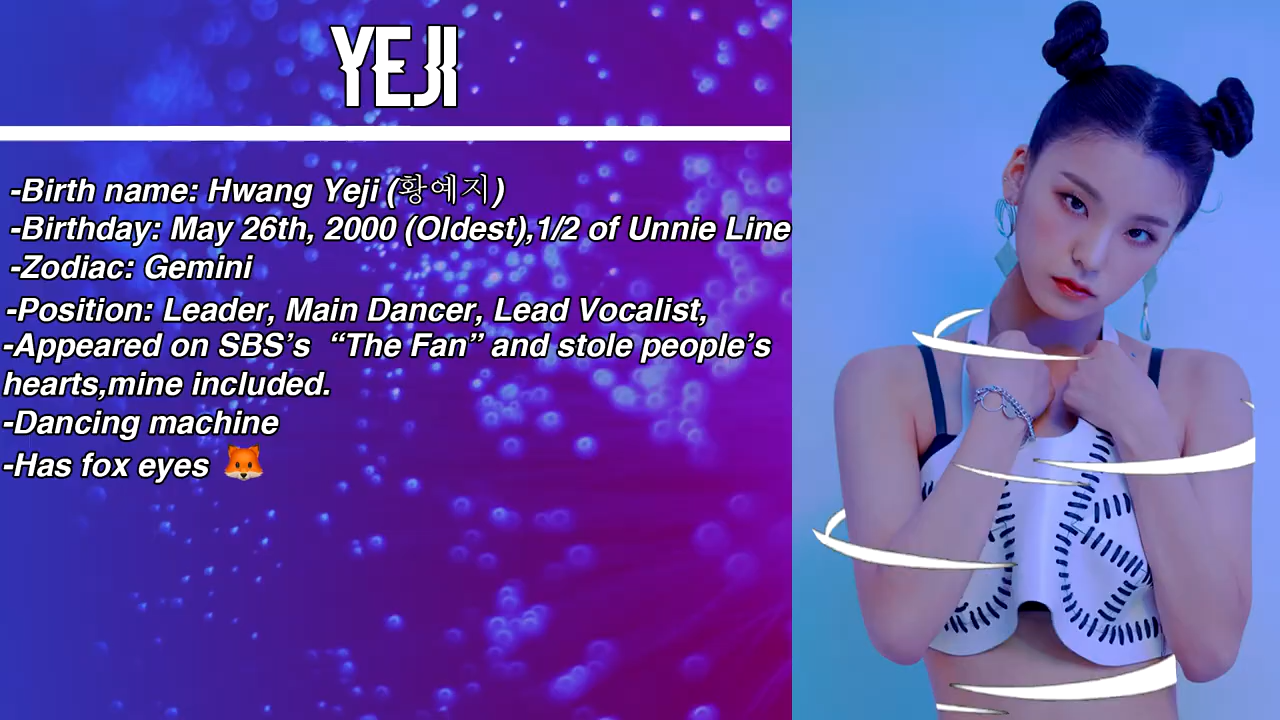 YEJI
-Birth name: Hwang Yeji (황예지)
-Birthday: May 26th, 2000 (Oldest),1/2 of Unnie Line
-Zodiac: Gemini
-Position: Leader, Main Dancer, Lead Vocalist,
-Appeared on SBS’s “The Fan” and stole people’s
hearts,mine included.
-Dancing machine
-Has fox eyes 🦊